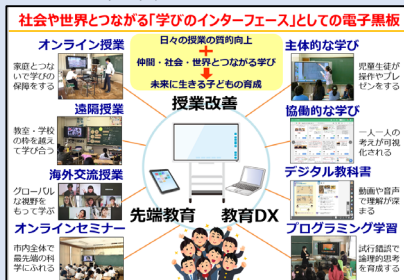 社会や世界とつながる「学びのインターフェース」としての電子黒板
オンライン授業
家庭とつな
いで学びの
保障をする
遠隔授業
教室・学校
の枠を越え
て学び合う
海外交流授業
グローバル
な視野を
もって学ぶ
オンラインセミナー
市内全体で
最先端の科
学にふれる
日々の授業の質的向上
+
仲間・社会・世界とつながる学び
未来に生きる子どもの育成
授業改善
先端教育
教育DX
主体的な学び
児童生徒が
操作やプレ
ゼンをする
協働的な学び
一人一人の
考えが可視
化される
デジタル教科書
動画や音声
で理解が深
まる
プログラミング学習
試行錯誤で
論理的思考
を育成する